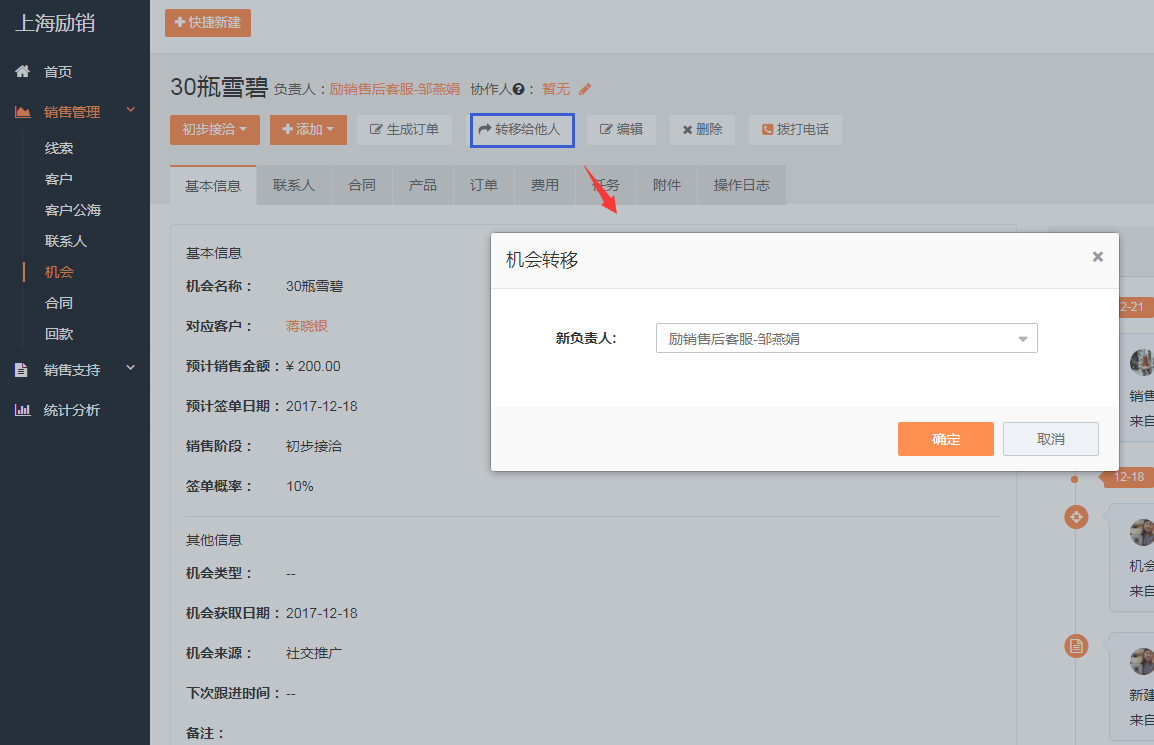 上海励销
快捷新建
首页
销售管理
线索
客户
客户公海
联系人
机会
合同
回款
销售支持
统计分析
30瓶雪碧 负责人：励销售后客服-邹燕娟 协作人 ： 暂无
初步接洽 添加 生成订单 转移给他人 编辑 删除 拨打电话
基本信息 联系人 合同 产品 订单 费用 任务 附件 操作日志
基本信息
机会名称： 30瓶雪碧
对应客户： 蒋晓银
预计销售金额： ¥ 200.00
预计签单日期： 2017-12-18
销售阶段： 初步接洽
签单概率： 10%
其他信息
机会类型： --
机会获取日期： 2017-12-18
机会来源： 社交推广
下次跟进时间： --
备注：
机会转移 ×
新负责人: 励销售后客服-邹燕娟
确定 取消
2-21
销售
来自
12-18
机会
来自
新建
来自